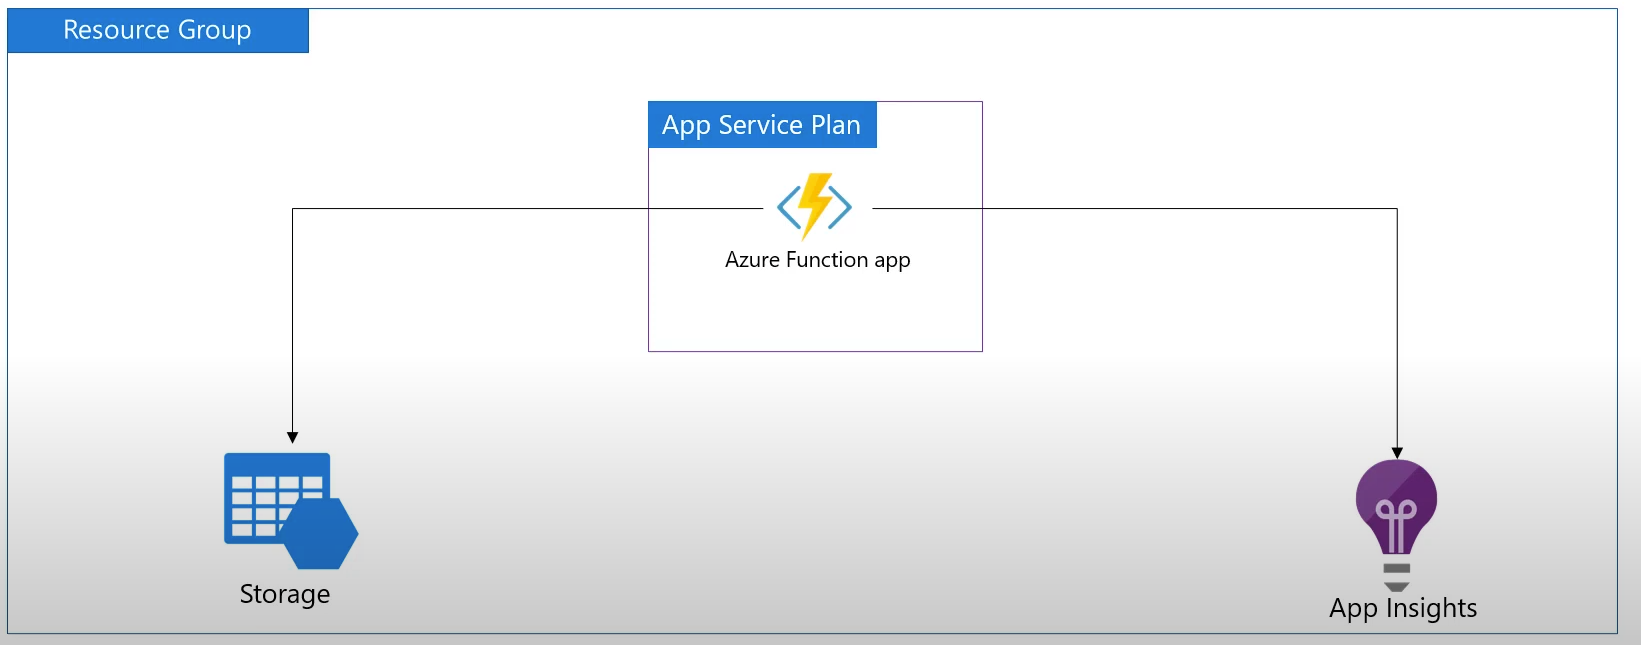 Resource Group
App Service Plan
Azure Function app
Storage
App Insights